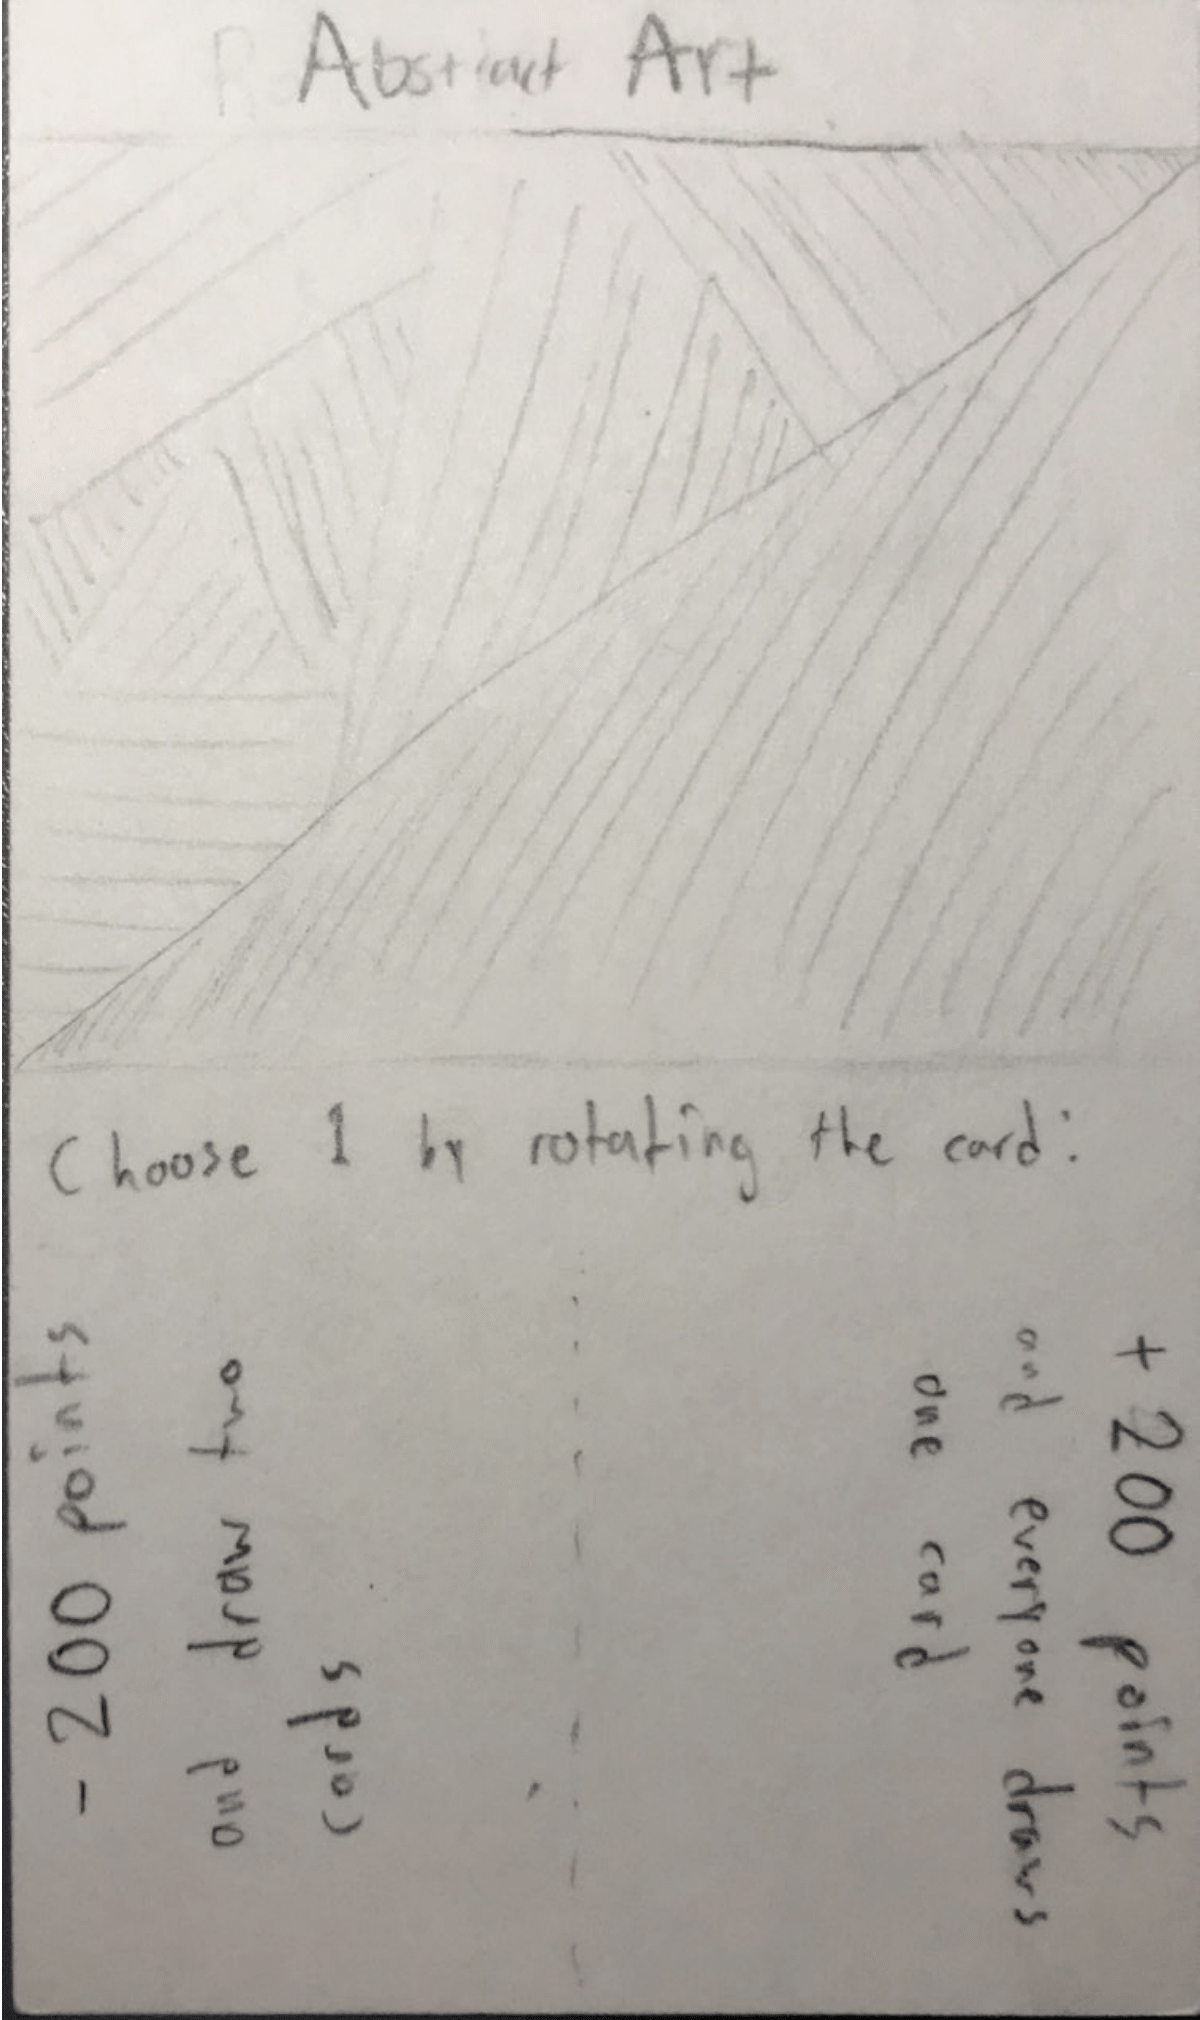 Abstract Art
Choose 1 by rotating the card:
- 200 points
and draw two
cards
+ 200 points
and everyone draws
one card